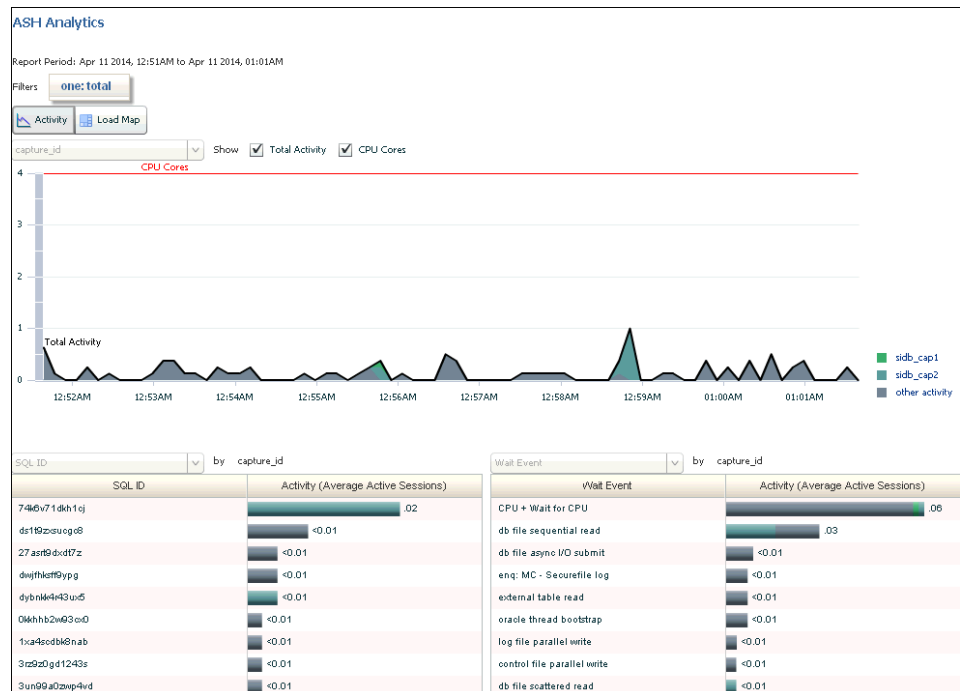 ASH Analytics
Report Period: Apr 11 2014, 12:51AM to Apr 11 2014, 01:01AM
Filters one: total
Activity Load Map
capture_id Show Total Activity CPU Cores
CPU Cores
4
3
2
1
Total Activity
0
sidb_cap1
sidb_cap2
other activity
12:52AM 12:53AM 12:54AM 12:55AM 12:56AM 12:57AM 12:58AM 12:59AM 01:00AM 01:01AM
SQL ID by capture_id
SQL ID Activity (Average Active Sessions)
74k6v71dkh1cj .02
ds1t9zxsucgc8 <0.01
27asrt9dxdt7z <0.01
dwjfhksff9ypg <0.01
dybnkk4r43ux5 <0.01
0kkhhb2w93cx0 <0.01
1xa4scdbk8nab <0.01
3rz9z0gd1243s <0.01
3un99a0zwp4vd <0.01
Wait Event by capture_id
Wait Event Activity (Average Active Sessions)
CPU + Wait for CPU .06
db file sequential read .03
db file async I/O submit <0.01
enq: MC - Securefile log <0.01
external table read <0.01
oracle thread bootstrap <0.01
log file parallel write <0.01
control file parallel write <0.01
db file scattered read <0.01